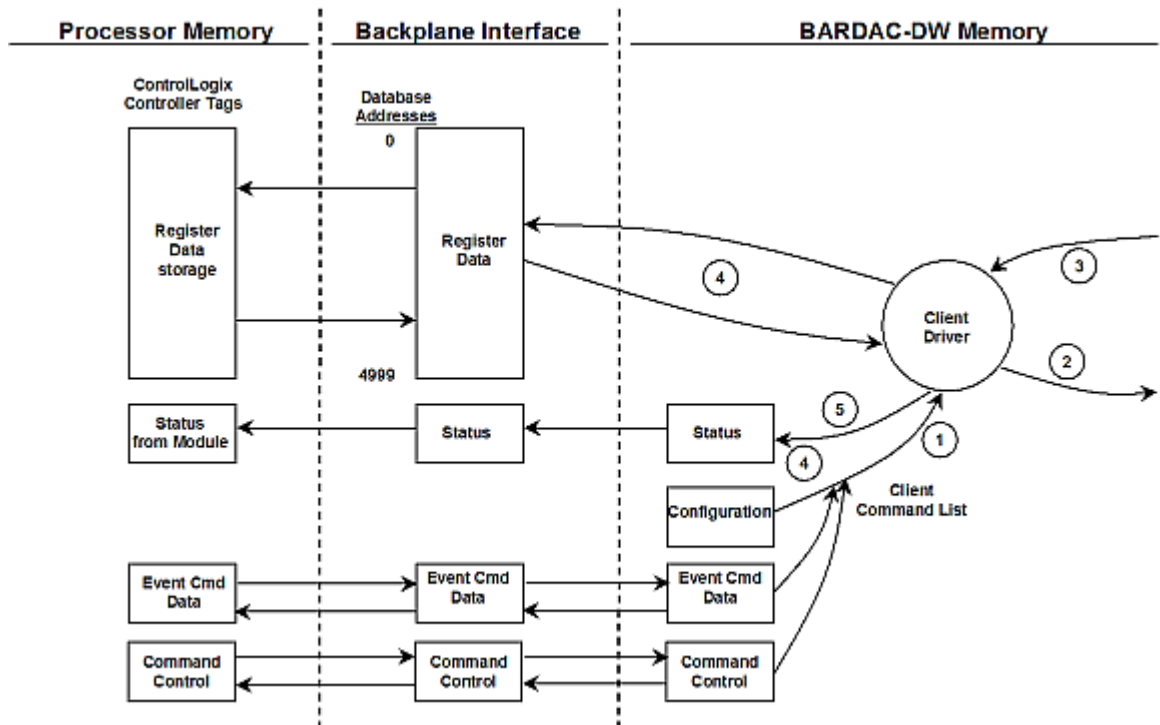 Processor Memory
Backplane Interface
BARDAC-DW Memory
ControlLogix
Controller Tags
Database
Addresses
0
Register
Data
storage
Register
Data
4
3
Client
Driver
2
4999
Status
from Module
Status
Status
5
1
4
Configuration
Client
Command List
Event Cmd
Data
Event Cmd
Data
Event Cmd
Data
Command
Control
Command
Control
Command
Control